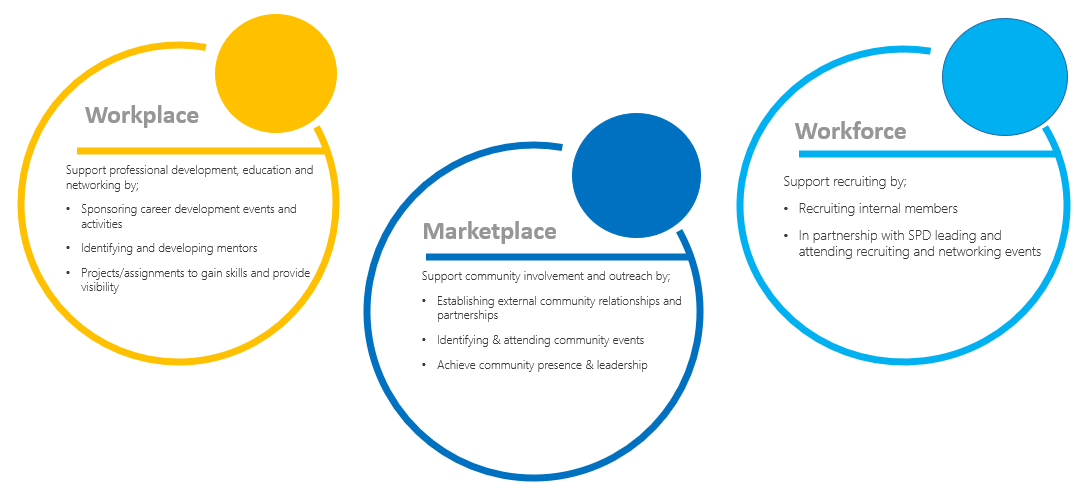 Workplace
Support professional development, education and
networking by;
• Sponsoring career development events and
activities
• Identifying and developing mentors
• Projects/assignments to gain skills and provide
visibility
Marketplace
Support community involvement and outreach by;
• Establishing external community relationships and
partnerships
• Identifying & attending community events
• Achieve community presence & leadership
Workforce
Support recruiting by;
• Recruiting internal members
• In partnership with SPD leading and
attending recruiting and networking events